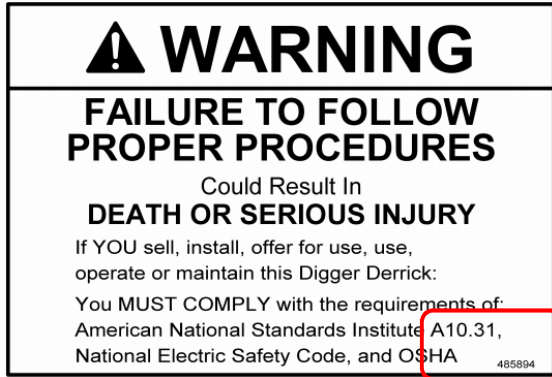 WARNING
FAILURE TO FOLLOW
PROPER PROCEDURES
Could Result In
DEATH OR SERIOUS INJURY
If YOU sell, install, offer for use, use,
operate or maintain this Digger Derrick:
You MUST COMPLY with the requirements of:
American National Standards Institute A10.31,
National Electric Safety Code, and OSHA
485894